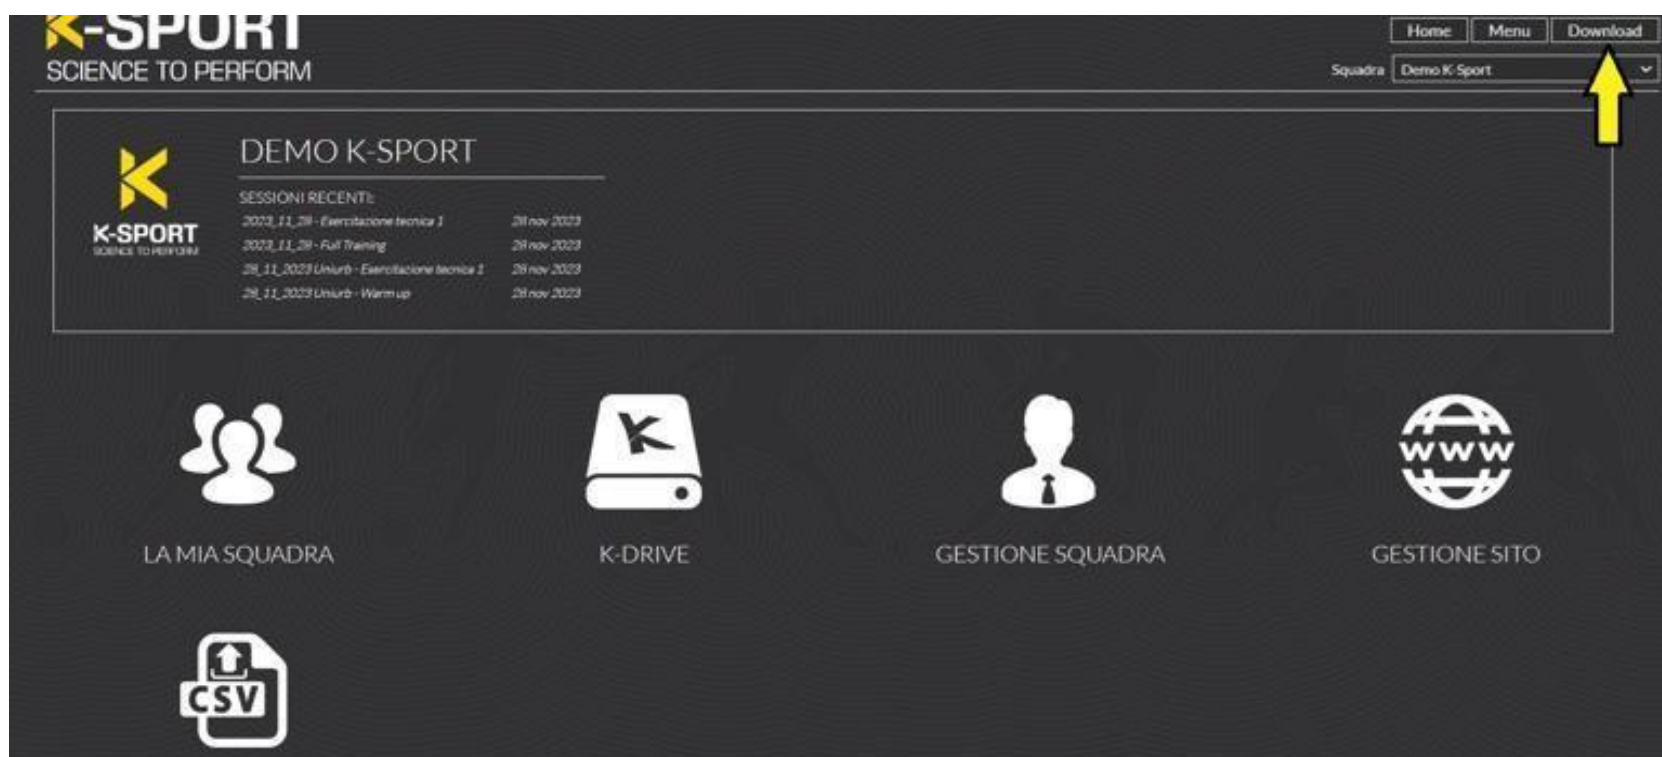 K-SPORT
SCIENCE TO PERFORM
Home Menu Download
Squadra Demo K-Sport
DEMO K-SPORT
SESSIONI RECENTI:
2023_11_28 - Esercitazione tecnica 1 28 nov 2023
2023_11_28 - Full Training 28 nov 2023
28_11_2023 Uniurb - Esercitazione tecnica 1 28 nov 2023
28_11_2023 Uniurb - Warm up 28 nov 2023
K-SPORT
SCIENCE TO PERFORM
K
WWW
LA MIA SQUADRA
K-DRIVE
GESTIONE SQUADRA
GESTIONE SITO
CSV